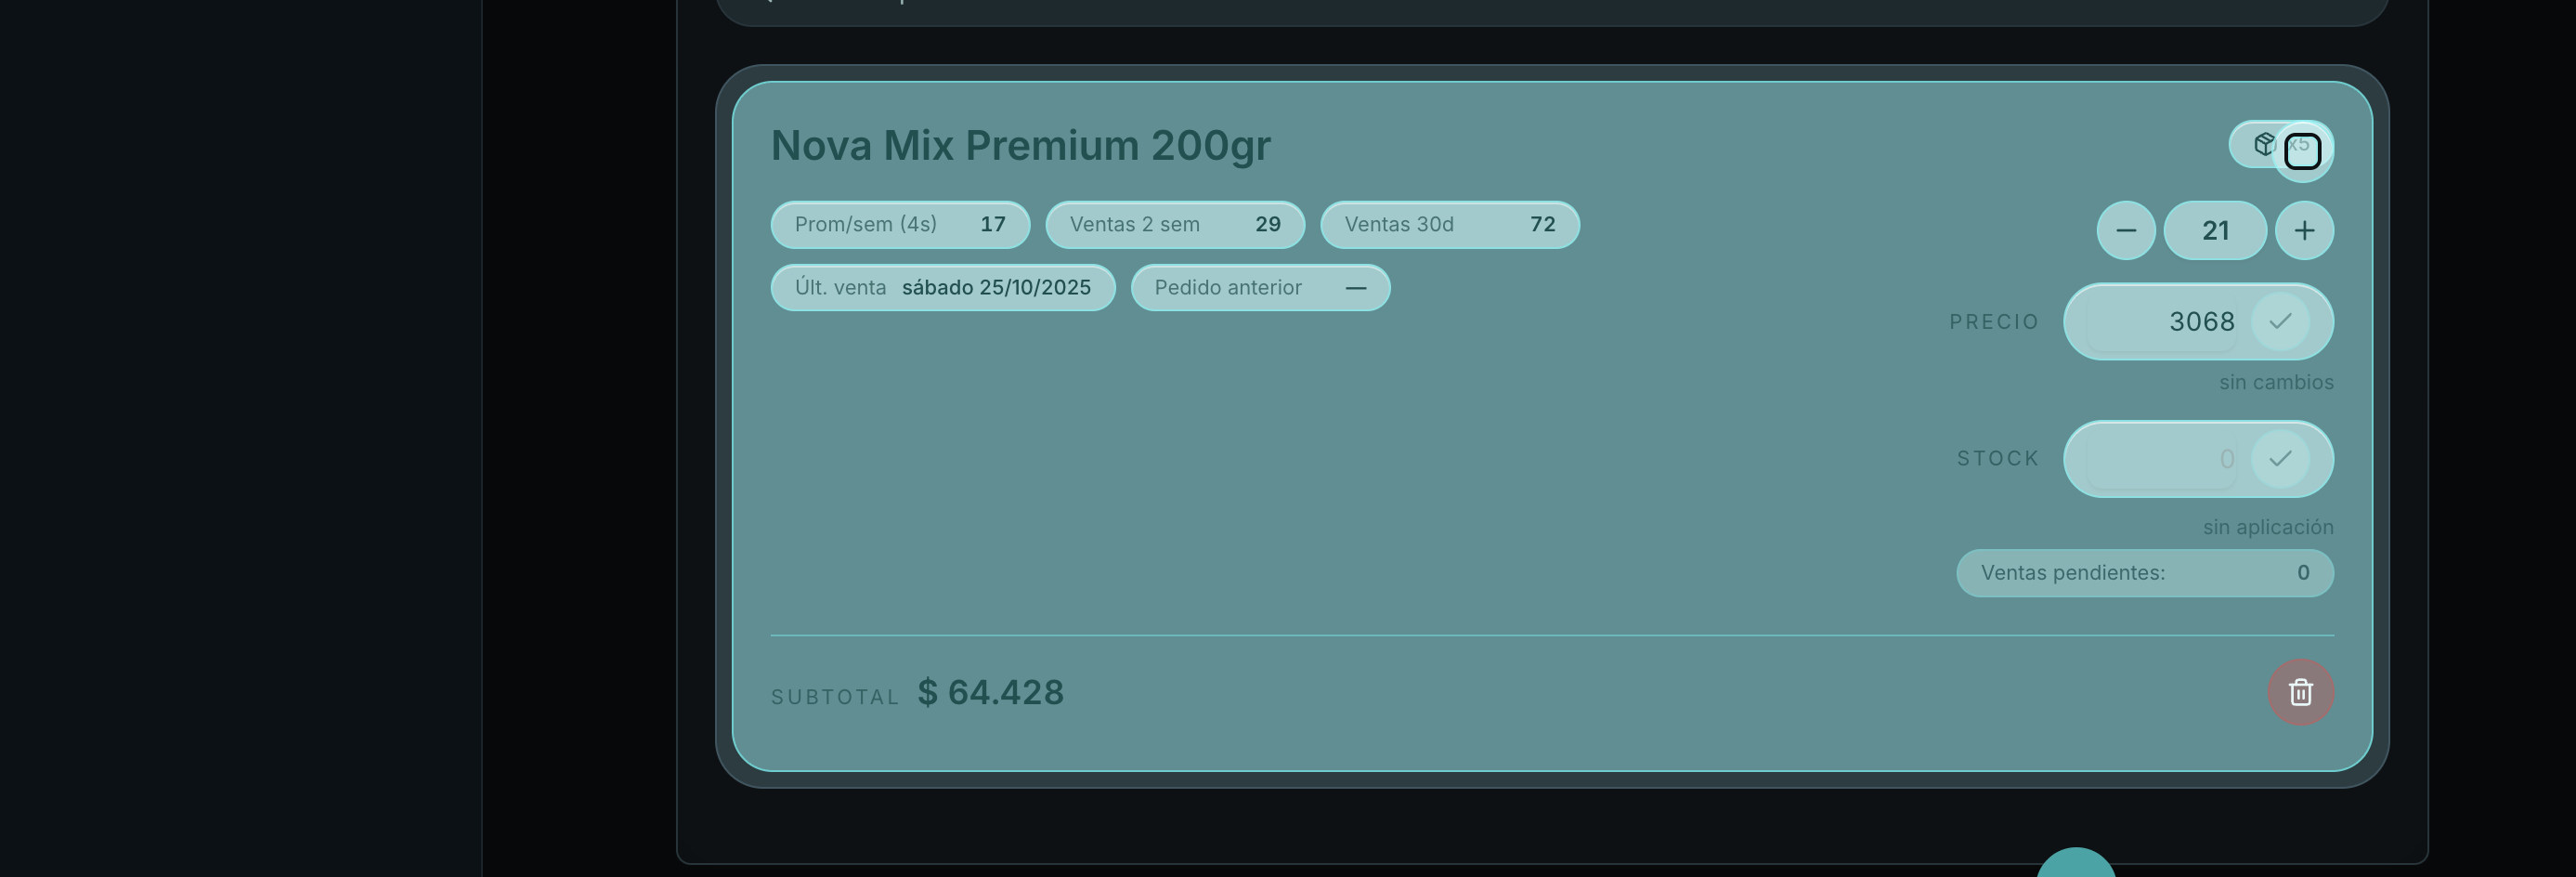 Nova Mix Premium 200gr
x5
Prom/sem (4s) 17 Ventas 2 sem 29 Ventas 30d 72
21
Últ. venta sábado 25/10/2025 Pedido anterior —
PRECIO 3068
sin cambios
STOCK 0
sin aplicación
Ventas pendientes: 0
SUBTOTAL $ 64.428